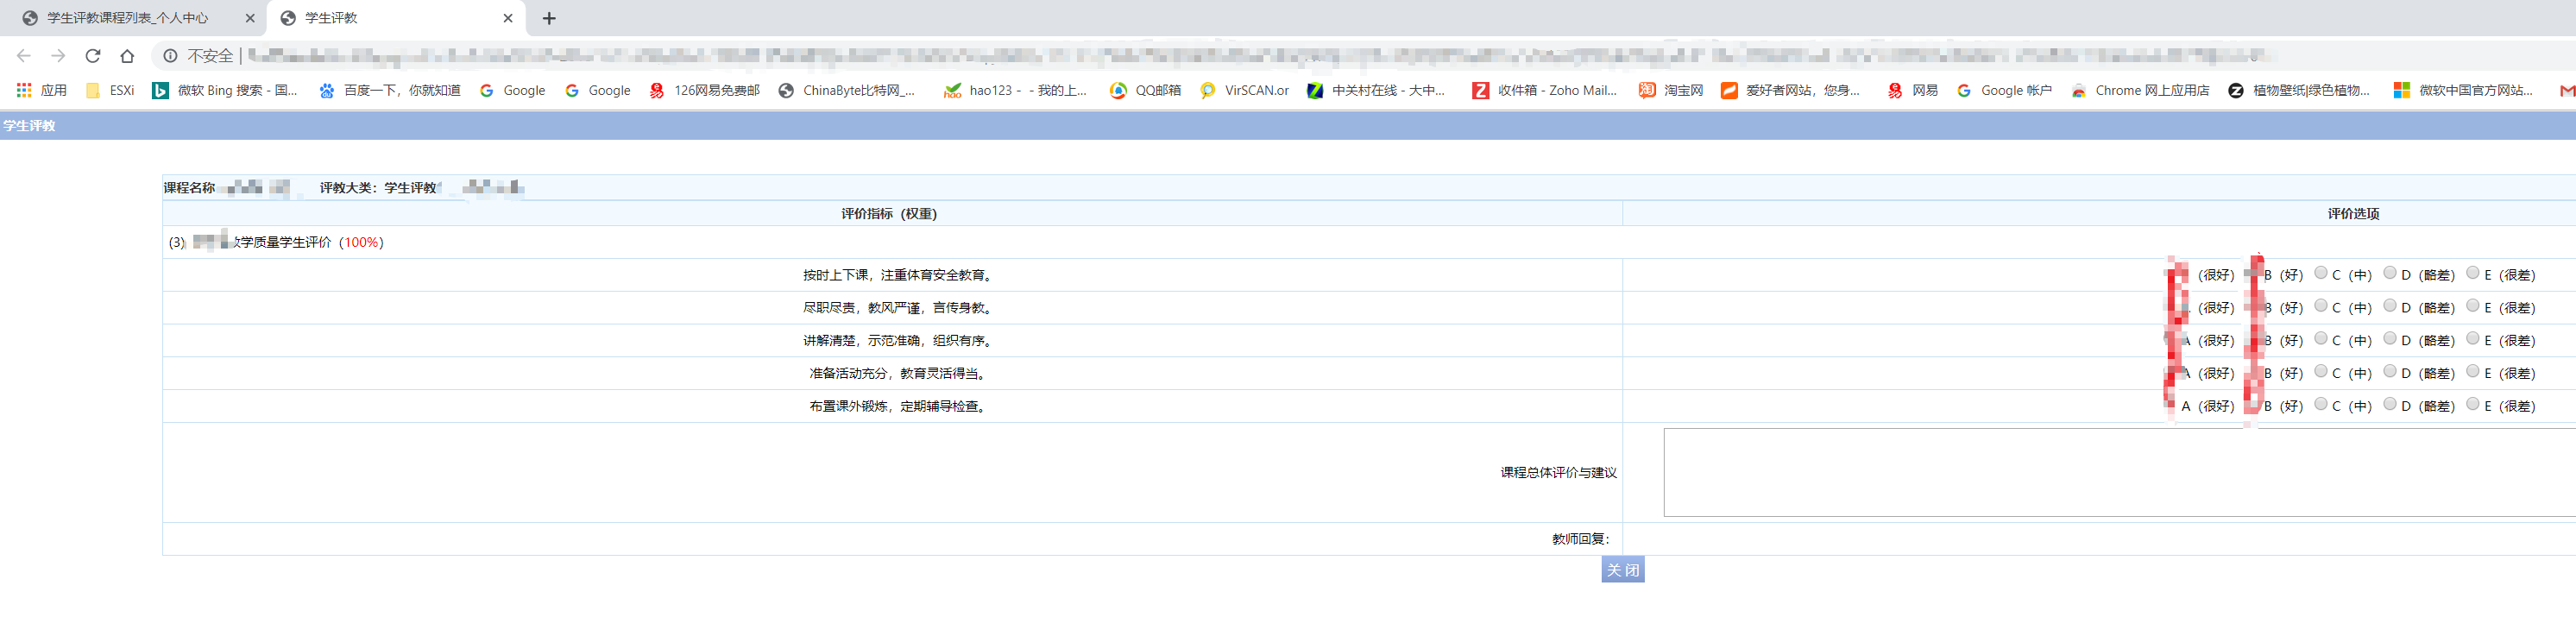 学生评教课程列表_个人中心 学生评教
不安全
应用 ESXi 微软 Bing 搜索 - 国... 百度一下，你就知道 Google Google 126网易免费邮 ChinaByte比特网_... hao123 - - 我的上... QQ邮箱 VirSCAN.or 中关村在线 - 大中... 收件箱 - Zoho Mail... 淘宝网 爱好者网站，您身... 网易 Google 帐户 Chrome 网上应用店 植物壁纸|绿色植物... 微软中国官方网站...
学生评教
课程名称 评教大类：学生评教
评价指标（权重） 评价选项
(3) 教学质量学生评价（100%）
按时上下课，注重体育安全教育。 （很好） B（好） C（中） D（略差） E（很差）
尽职尽责，教风严谨，言传身教。 （很好） B（好） C（中） D（略差） E（很差）
讲解清楚，示范准确，组织有序。 A（很好） B（好） C（中） D（略差） E（很差）
准备活动充分，教育灵活得当。 A（很好） B（好） C（中） D（略差） E（很差）
布置课外锻炼，定期辅导检查。 A（很好） B（好） C（中） D（略差） E（很差）
课程总体评价与建议
教师回复：
关 闭